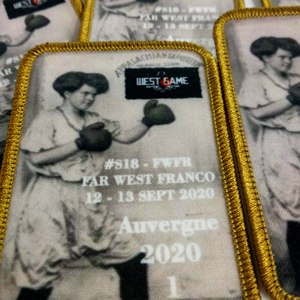 WEST GAME
#818 - FWFR
FAR WEST FRANCO
12 - 13 SEPT 2020
Auvergne
2020
1